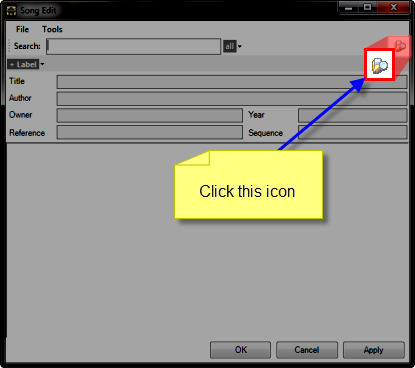 Song Edit
File Tools
Search: all
+ Label
Title
Author
Owner Year
Reference Sequence
Click this icon
OK Cancel Apply